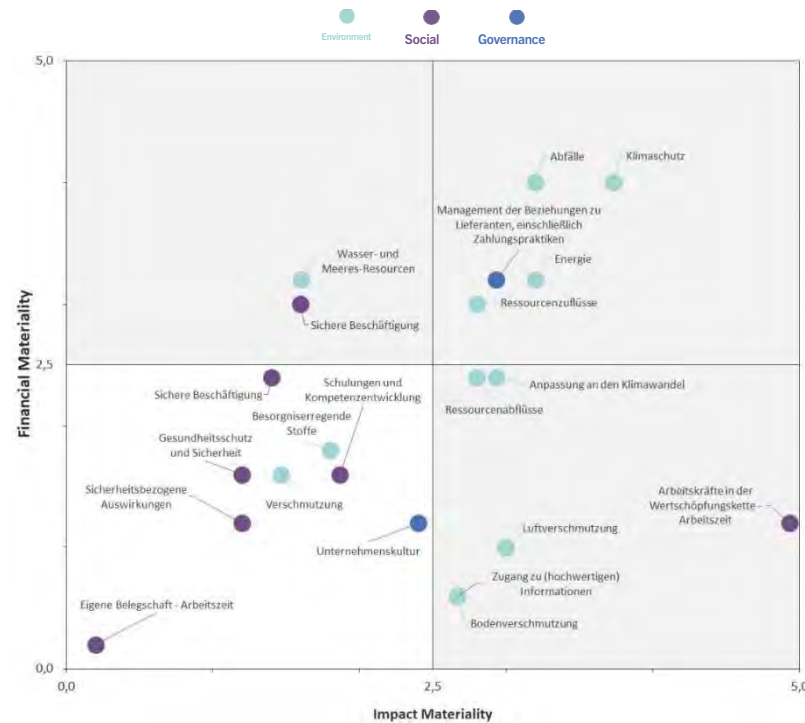 Environment
Social
Governance
5,0
Abfälle
Klimaschutz
Management der Beziehungen zu
Lieferanten, einschließlich
Zahlungspraktiken
Wasser- und
Meeres-Resourcen
Energie
Ressourcenzuflüsse
Sichere Beschäftigung
Financial Materiality
2,5
Sichere Beschäftigung
Schulungen und
Kompetenzentwicklung
Anpassung an den Klimawandel
Ressourcenabflüsse
Besorgniserregende
Stoffe
Gesundheitsschutz
und Sicherheit
Sicherheitsbezogene
Auswirkungen
Verschmutzung
Arbeitskräfte in der
Wertschöpfungskette -
Arbeitszeit
Luftverschmutzung
Unternehmenskultur
Zugang zu (hochwertigen)
Informationen
Eigene Belegschaft - Arbeitszeit
Bodenverschmutzung
0,0
0,0
2,5
5,0
Impact Materiality